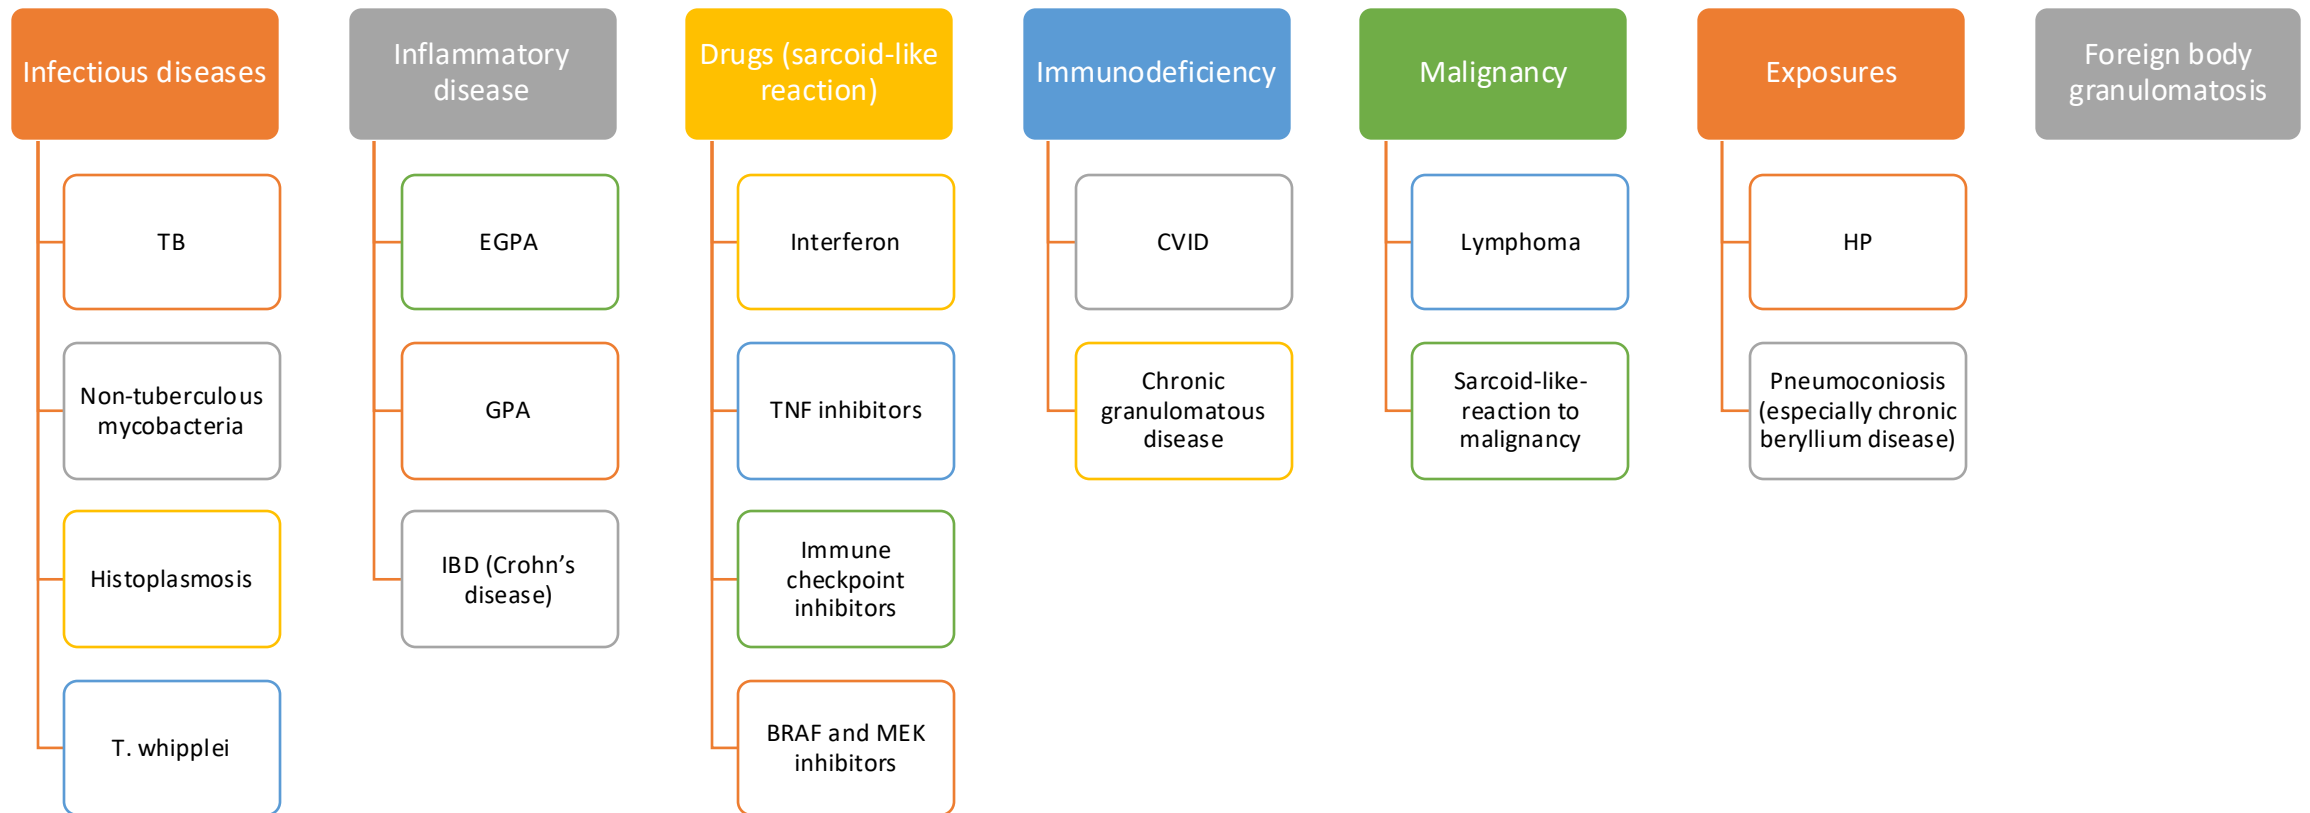 Infectious diseases
TB
Non-tuberculous
mycobacteria
Histoplasmosis
T. whipplei
Inflammatory
disease
EGPA
GPA
IBD (Crohn’s
disease)
Drugs (sarcoid-like
reaction)
Interferon
TNF inhibitors
Immune
checkpoint
inhibitors
BRAF and MEK
inhibitors
Immunodeficiency
CVID
Chronic
granulomatous
disease
Malignancy
Lymphoma
Sarcoid-like-
reaction to
malignancy
Exposures
HP
Pneumoconiosis
(especially chronic
beryllium disease)
Foreign body
granulomatosis